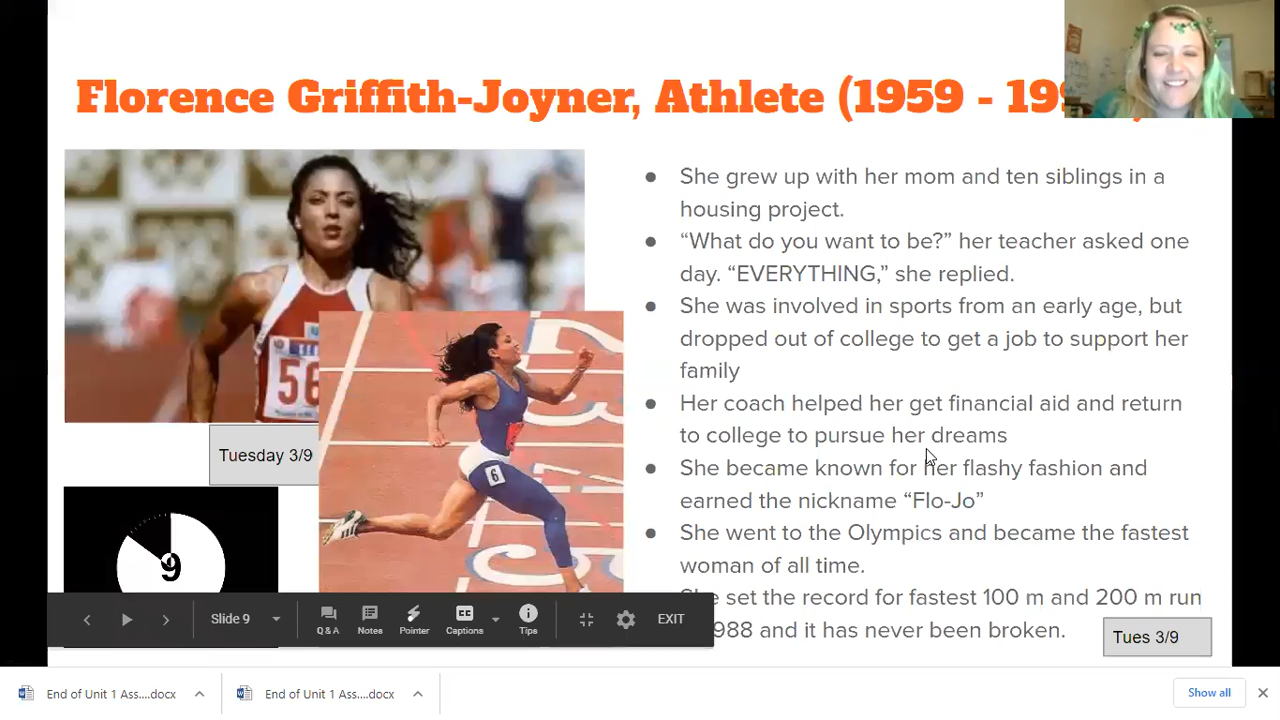 Florence Griffith-Joyner, Athlete (1959 - 199
She grew up with her mom and ten siblings in a
housing project.
“What do you want to be?” her teacher asked one
day. “EVERYTHING,” she replied.
She was involved in sports from an early age, but
dropped out of college to get a job to support her
family
Her coach helped her get financial aid and return
to college to pursue her dreams
She became known for her flashy fashion and
earned the nickname “Flo-Jo”
She went to the Olympics and became the fastest
woman of all time.
She set the record for fastest 100 m and 200 m run
988 and it has never been broken.
56
Tuesday 3/9
6
9
Slide 9
Q & A
Notes
Pointer
Captions
Tips
EXIT
Tues 3/9
End of Unit 1 Ass....docx
End of Unit 1 Ass....docx
Show all